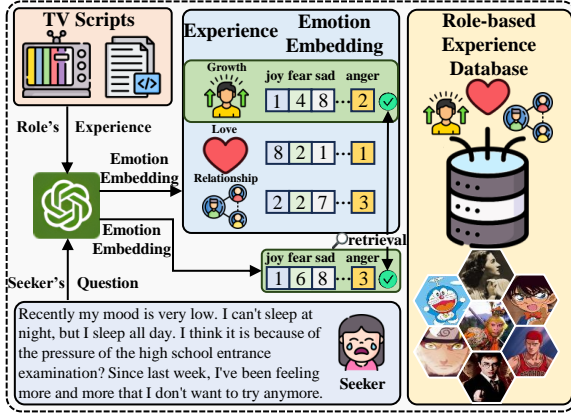 TV Scripts
Role's Experience
Emotion
Embedding
Emotion
Embedding
Seeker's Question
Experience Emotion
Embedding
Growth
joy fear sad anger
1 4 8 ... 2
Love
8 2 1 ... 1
Relationship
2 2 7 ... 3
retrieval
joy fear sad anger
1 6 8 ... 3
Recently my mood is very low. I can't sleep at
night, but I sleep all day. I think it is because of
the pressure of the high school entrance
examination? Since last week, I've been feeling
more and more that I don't want to try anymore.
Seeker
Role-based
Experience
Database